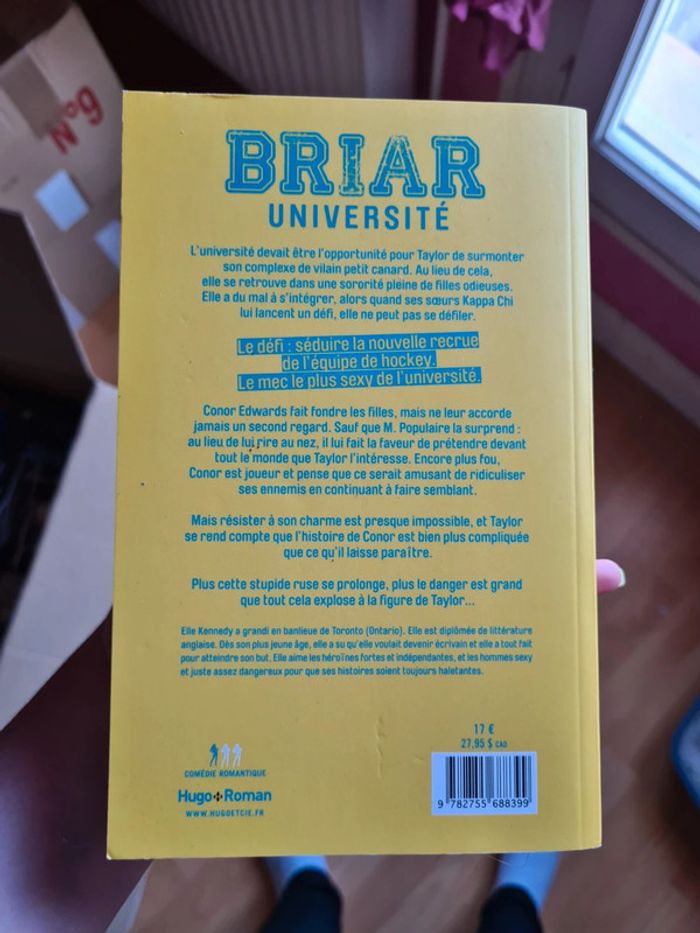 N°9
BRIAR
UNIVERSITÉ
L'université devait être l'opportunité pour Taylor de surmonter
son complexe de vilain petit canard. Au lieu de cela,
elle se retrouve dans une sororité pleine de filles odieuses.
Elle a du mal à s'intégrer, alors quand ses sœurs Kappa Chi
lui lancent un défi, elle ne peut pas se défiler.
Le défi : séduire la nouvelle recrue
de l'équipe de hockey.
Le mec le plus sexy de l'université.
Conor Edwards fait fondre les filles, mais ne leur accorde
jamais un second regard. Sauf que M. Populaire la surprend :
au lieu de lui rire au nez, il lui fait la faveur de prétendre devant
tout le monde que Taylor l'intéresse. Encore plus fou,
Conor est joueur et pense que ce serait amusant de ridiculiser
ses ennemis en continuant à faire semblant.
Mais résister à son charme est presque impossible, et Taylor
se rend compte que l'histoire de Conor est bien plus compliquée
que ce qu'il laisse paraître.
Plus cette stupide ruse se prolonge, plus le danger est grand
que tout cela explose à la figure de Taylor...
Elle Kennedy a grandi en banlieue de Toronto (Ontario). Elle est diplômée de littérature
anglaise. Dès son plus jeune âge, elle a su qu'elle voulait devenir écrivain et elle a tout fait
pour atteindre son but. Elle aime les héroïnes fortes et indépendantes, et les hommes sexy
et juste assez dangereux pour que ses histoires soient toujours haletantes.
17 €
27,95 $ CAD
COMÉDIE ROMANTIQUE
Hugo Roman
WWW.HUGOETCIE.FR
9 782755 688399